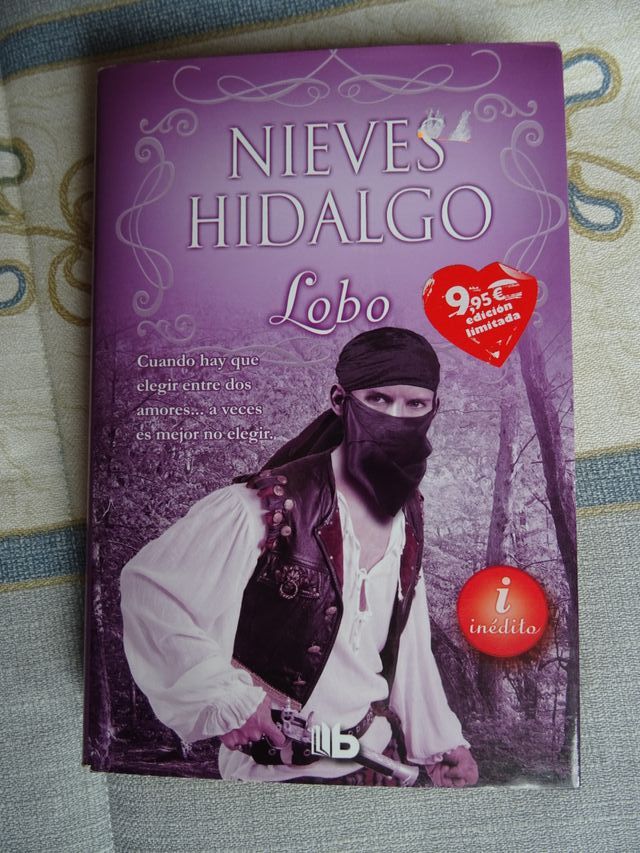 NIEVES
HIDALGO
Lobo
9,95 €
edición
limitada
Cuando hay que
elegir entre dos
amores... a veces
es mejor no elegir.
i
inédito
b